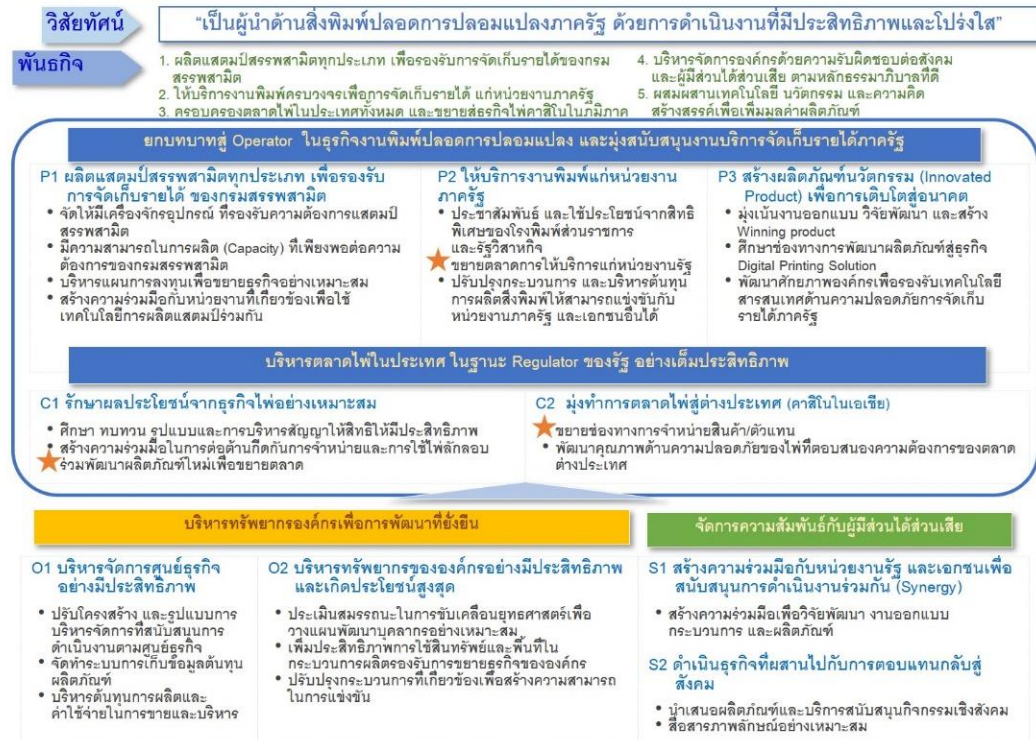 วิสัยทัศน์
“เป็นผู้นำด้านสิ่งพิมพ์ปลอดการปลอมแปลงภาครัฐ ด้วยการดำเนินงานที่มีประสิทธิภาพและโปร่งใส”
พันธกิจ
1. ผลิตแสตมป์สรรพสามิตทุกประเภท เพื่อรองรับการจัดเก็บรายได้ของกรม
สรรพสามิต
2. ให้บริการงานพิมพ์ครบวงจรเพื่อการจัดเก็บรายได้ แก่หน่วยงานภาครัฐ
3. ครอบครองตลาดไพ่ในประเทศทั้งหมด และขยายสู่ธุรกิจไพ่คาสิโนในภูมิภาค
4. บริหารจัดการองค์กรด้วยความรับผิดชอบต่อสังคม
และผู้มีส่วนได้ส่วนเสีย ตามหลักธรรมาภิบาลที่ดี
5. ผสมผสานเทคโนโลยี นวัตกรรม และความคิด
สร้างสรรค์เพื่อเพิ่มมูลค่าผลิตภัณฑ์
ยกบทบาทสู่ Operator ในธุรกิจงานพิมพ์ปลอดการปลอมแปลง และมุ่งสนับสนุนงานบริการจัดเก็บรายได้ภาครัฐ
P1 ผลิตแสตมป์สรรพสามิตทุกประเภท เพื่อรองรับ
การจัดเก็บรายได้ ของกรมสรรพสามิต
• จัดให้มีเครื่องจักรอุปกรณ์ ที่รองรับความต้องการแสตมป์
สรรพสามิต
• มีความสามารถในการผลิต (Capacity) ที่เพียงพอต่อความ
ต้องการของกรมสรรพสามิต
• บริหารแผนการลงทุนเพื่อขยายธุรกิจอย่างเหมาะสม
• สร้างความร่วมมือกับหน่วยงานที่เกี่ยวข้องเพื่อใช้
เทคโนโลยีการผลิตแสตมป์ร่วมกัน
P2 ให้บริการงานพิมพ์แก่หน่วยงาน
ภาครัฐ
• ประชาสัมพันธ์ และใช้ประโยชน์จากสิทธิ
พิเศษของโรงพิมพ์ส่วนราชการ
และรัฐวิสาหกิจ
ขยายตลาดการให้บริการแก่หน่วยงานรัฐ
• ปรับปรุงกระบวนการ และบริหารต้นทุน
การผลิตสิ่งพิมพ์ให้สามารถแข่งขันกับ
หน่วยงานภาครัฐ และเอกชนอื่นได้
P3 สร้างผลิตภัณฑ์นวัตกรรม (Innovated
Product) เพื่อการเติบโตสู่อนาคต
• มุ่งเน้นงานออกแบบ วิจัยพัฒนา และสร้าง
Winning product
• ศึกษาช่องทางการพัฒนาผลิตภัณฑ์สู่ธุรกิจ
Digital Printing Solution
• พัฒนาศักยภาพองค์กรเพื่อรองรับเทคโนโลยี
สารสนเทศด้านความปลอดภัยการจัดเก็บ
รายได้ภาครัฐ
บริหารตลาดไพ่ในประเทศ ในฐานะ Regulator ของรัฐ อย่างเต็มประสิทธิภาพ
C1 รักษาผลประโยชน์จากธุรกิจไพ่อย่างเหมาะสม
• ศึกษา ทบทวน รูปแบบและการบริหารสัญญาให้สิทธิให้มีประสิทธิภาพ
• สร้างความร่วมมือในการต่อต้านกีดกันการจำหน่ายและการใช้ไพ่ลักลอบ
ร่วมพัฒนาผลิตภัณฑ์ใหม่เพื่อขยายตลาด
C2 มุ่งทำการตลาดไพ่สู่ต่างประเทศ (คาสิโนในเอเชีย)
ขยายช่องทางการจำหน่ายสินค้า/ตัวแทน
• พัฒนาคุณภาพด้านความปลอดภัยของไพ่ที่ตอบสนองความต้องการของตลาด
ต่างประเทศ
บริหารทรัพยากรองค์กรเพื่อการพัฒนาที่ยั่งยืน
จัดการความสัมพันธ์กับผู้มีส่วนได้ส่วนเสีย
O1 บริหารจัดการศูนย์ธุรกิจ
อย่างมีประสิทธิภาพ
• ปรับโครงสร้าง และรูปแบบการ
บริหารจัดการที่สนับสนุนการ
ดำเนินงานตามศูนย์ธุรกิจ
• จัดทำระบบการเก็บข้อมูลต้นทุน
ผลิตภัณฑ์
• บริหารต้นทุนการผลิตและ
ค่าใช้จ่ายในการขายและบริหาร
O2 บริหารทรัพยากรขององค์กรอย่างมีประสิทธิภาพ
และเกิดประโยชน์สูงสุด
• ประเมินสมรรถนะในการขับเคลื่อนยุทธศาสตร์เพื่อ
วางแผนพัฒนาบุคลากรอย่างเหมาะสม
• เพิ่มประสิทธิภาพการใช้สินทรัพย์และพื้นที่ใน
กระบวนการผลิตรองรับการขยายธุรกิจขององค์กร
• ปรับปรุงกระบวนการที่เกี่ยวข้องเพื่อสร้างความสามารถ
ในการแข่งขัน
S1 สร้างความร่วมมือกับหน่วยงานรัฐ และเอกชนเพื่อ
สนับสนุนการดำเนินงานร่วมกัน (Synergy)
• สร้างความร่วมมือเพื่อวิจัยพัฒนา งานออกแบบ
กระบวนการ และผลิตภัณฑ์
S2 ดำเนินธุรกิจที่ผสานไปกับการตอบแทนกลับสู่
สังคม
• นำเสนอผลิตภัณฑ์และบริการสนับสนุนกิจกรรมเชิงสังคม
• สื่อสารภาพลักษณ์อย่างเหมาะสม